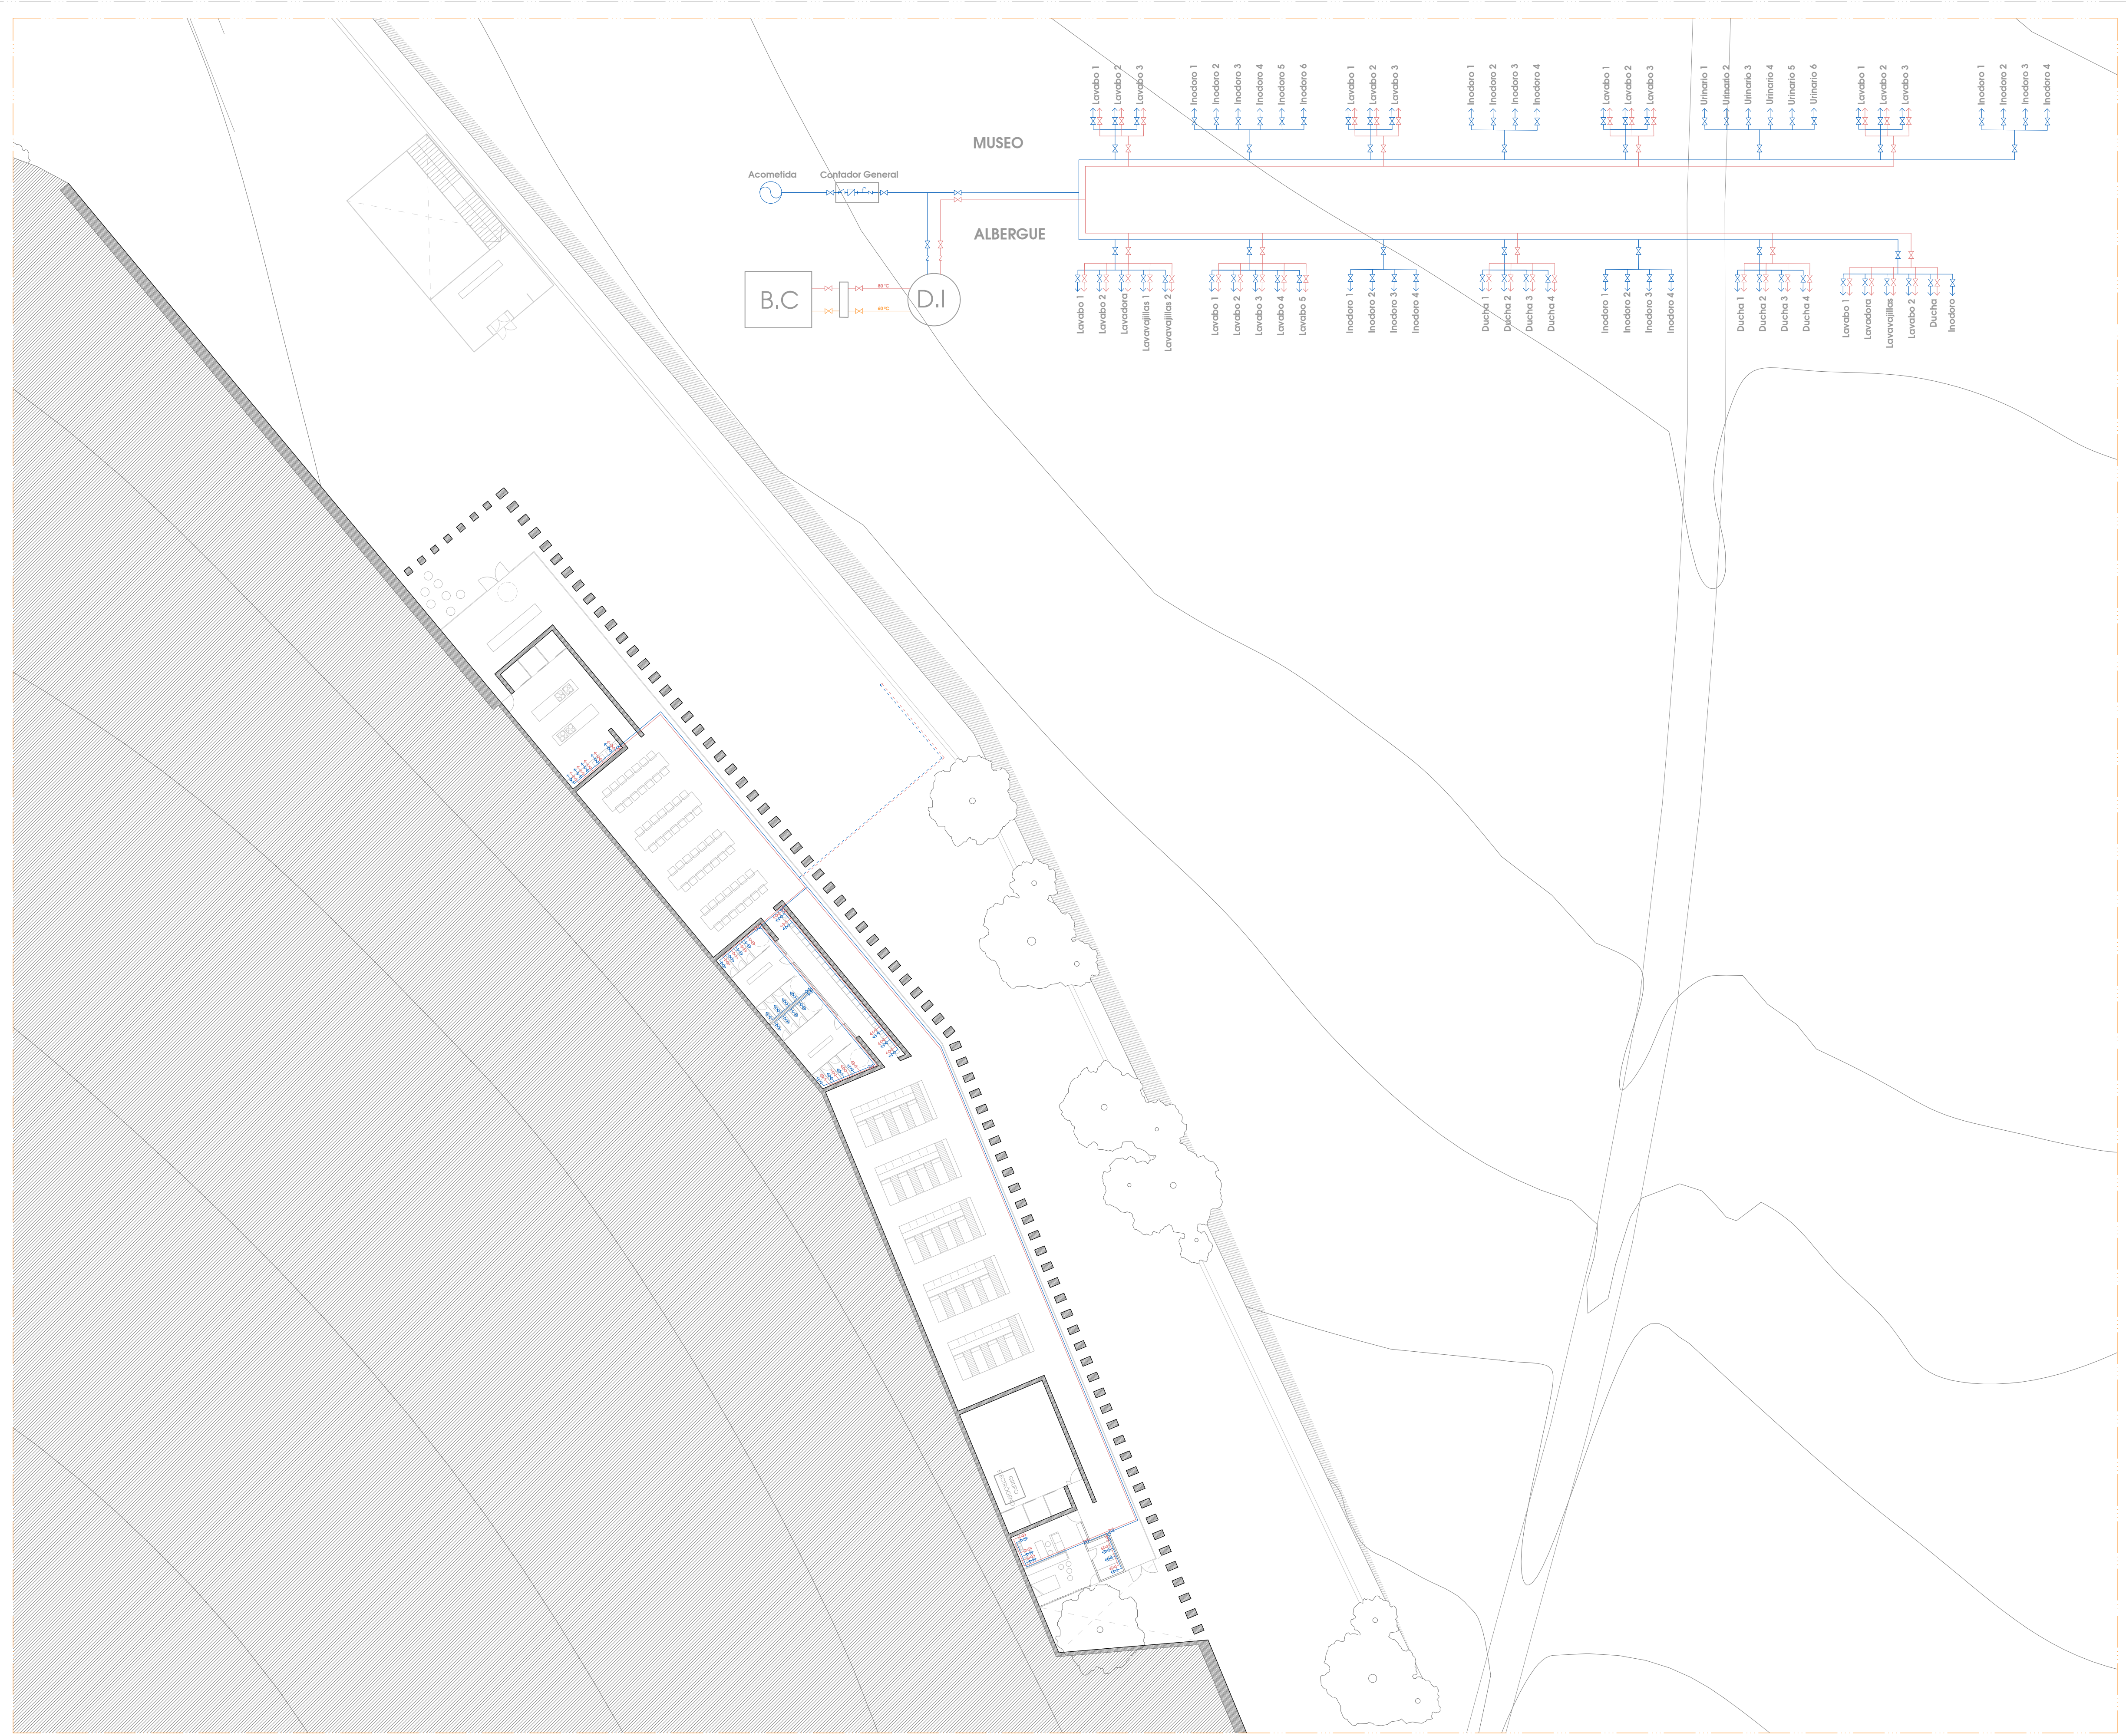 Lavabo 1
Lavabo 2
Lavabo 3
Inodoro 1
Inodoro 2
Inodoro 3
Inodoro 4
Inodoro 5
Inodoro 6
Lavabo 1
Lavabo 2
Lavabo 3
Inodoro 1
Inodoro 2
Inodoro 3
Inodoro 4
Lavabo 1
Lavabo 2
Lavabo 3
Urinario 1
Urinario 2
Urinario 3
Urinario 4
Urinario 5
Urinario 6
Lavabo 1
Lavabo 2
Lavabo 3
Inodoro 1
Inodoro 2
Inodoro 3
Inodoro 4
MUSEO
Acometida
Contador General
ALBERGUE
B.C
80 ºC
60 ºC
D.I
Lavabo 1
Lavabo 2
Lavadora
Lavavajillas 1
Lavavajillas 2
Lavabo 1
Lavabo 2
Lavabo 3
Lavabo 4
Lavabo 5
Inodoro 1
Inodoro 2
Inodoro 3
Inodoro 4
Ducha 1
Ducha 2
Ducha 3
Ducha 4
Inodoro 1
Inodoro 2
Inodoro 3
Inodoro 4
Ducha 1
Ducha 2
Ducha 3
Ducha 4
Lavabo 1
Lavadora
Lavavajillas
Lavabo 2
Ducha
Inodoro
GRUPO